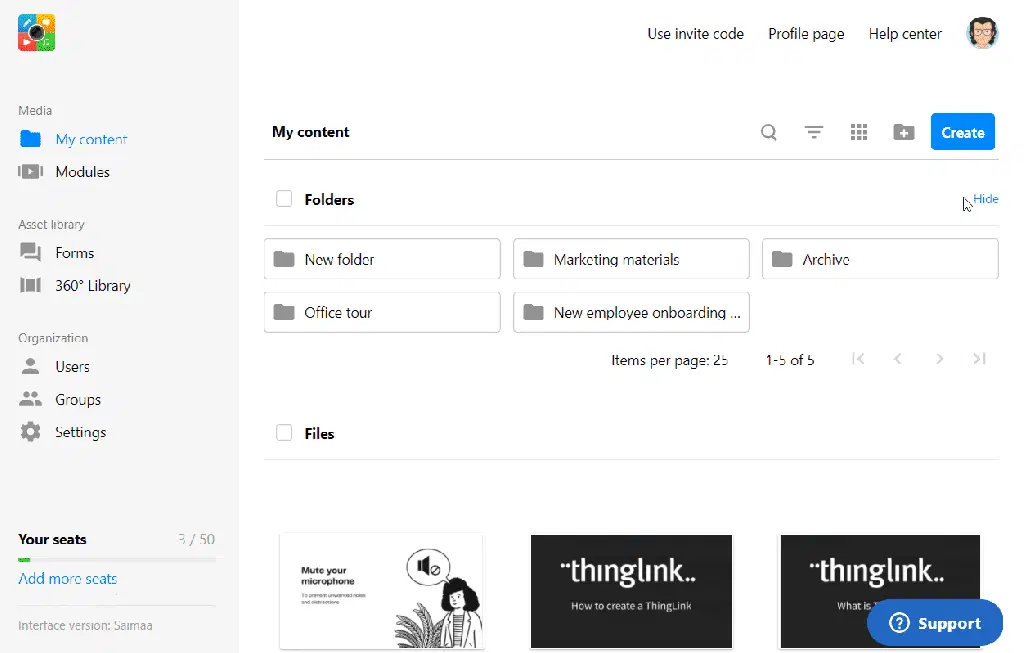 Use invite code Profile page Help center
Media
My content
Modules
Asset library
Forms
360° Library
Organization
Users
Groups
Settings
Your seats 3 / 50
Add more seats
Interface version: Saimaa
My content Create
Folders Hide
New folder Marketing materials Archive
Office tour New employee onboarding ...
Items per page: 25 1-5 of 5
Files
Mute your
microphone
To prevent unwanted noise
and distractions
thinglink..
How to create a ThingLink
thinglink..
What is
Support